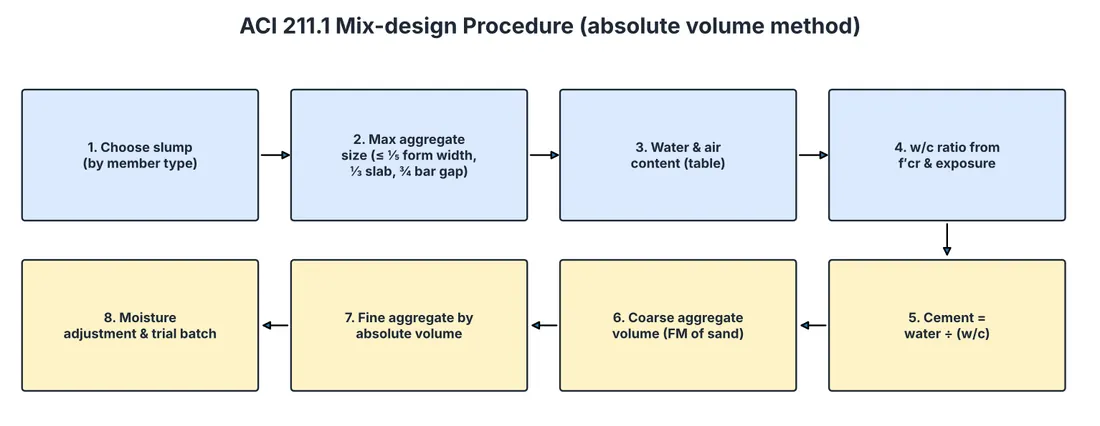 ACI 211.1 Mix-design Procedure (absolute volume method)
1. Choose slump
(by member type)
2. Max aggregate
size (≤ ⅕ form width,
⅓ slab, ¾ bar gap)
3. Water & air
content (table)
4. w/c ratio from
f'cr & exposure
5. Cement =
water ÷ (w/c)
6. Coarse aggregate
volume (FM of sand)
7. Fine aggregate by
absolute volume
8. Moisture
adjustment & trial batch